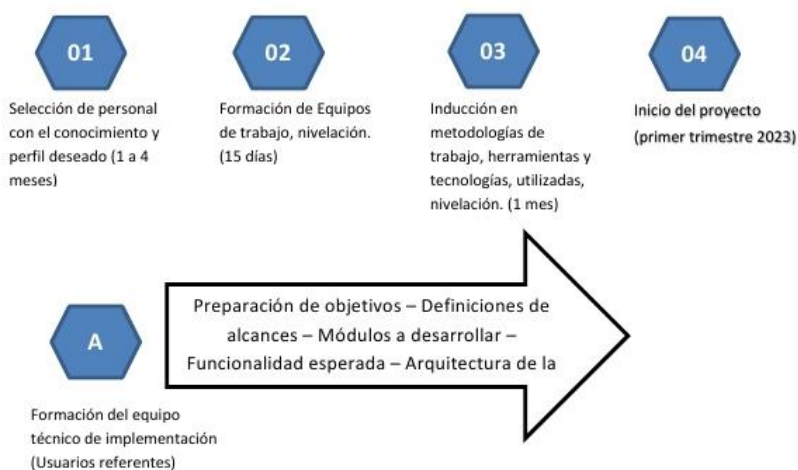 01
Selección de personal
con el conocimiento y
perfil deseado (1 a 4
meses)
02
Formación de Equipos
de trabajo, nivelación.
(15 días)
03
Inducción en
metodologías de
trabajo, herramientas y
tecnologías, utilizadas,
nivelación. (1 mes)
04
Inicio del proyecto
(primer trimestre 2023)
A
Formación del equipo
técnico de implementación
(Usuarios referentes)
Preparación de objetivos – Definiciones de
alcances – Módulos a desarrollar –
Funcionalidad esperada – Arquitectura de la